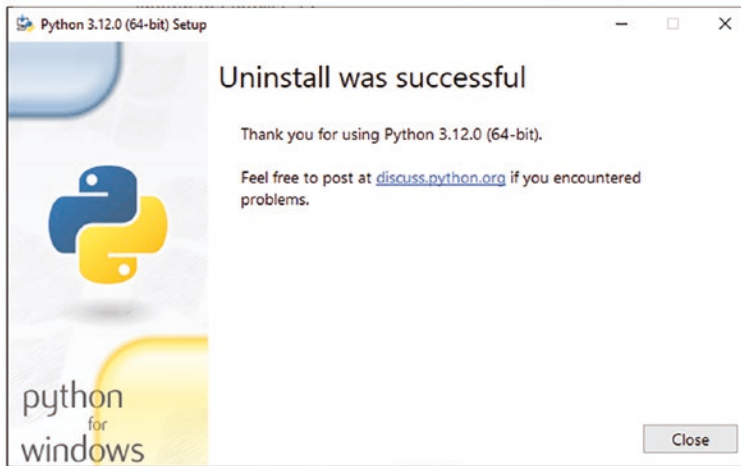 Python 3.12.0 (64-bit) Setup
Uninstall was successful
Thank you for using Python 3.12.0 (64-bit).
Feel free to post at discuss.python.org if you encountered
problems.
python
for
windows
Close